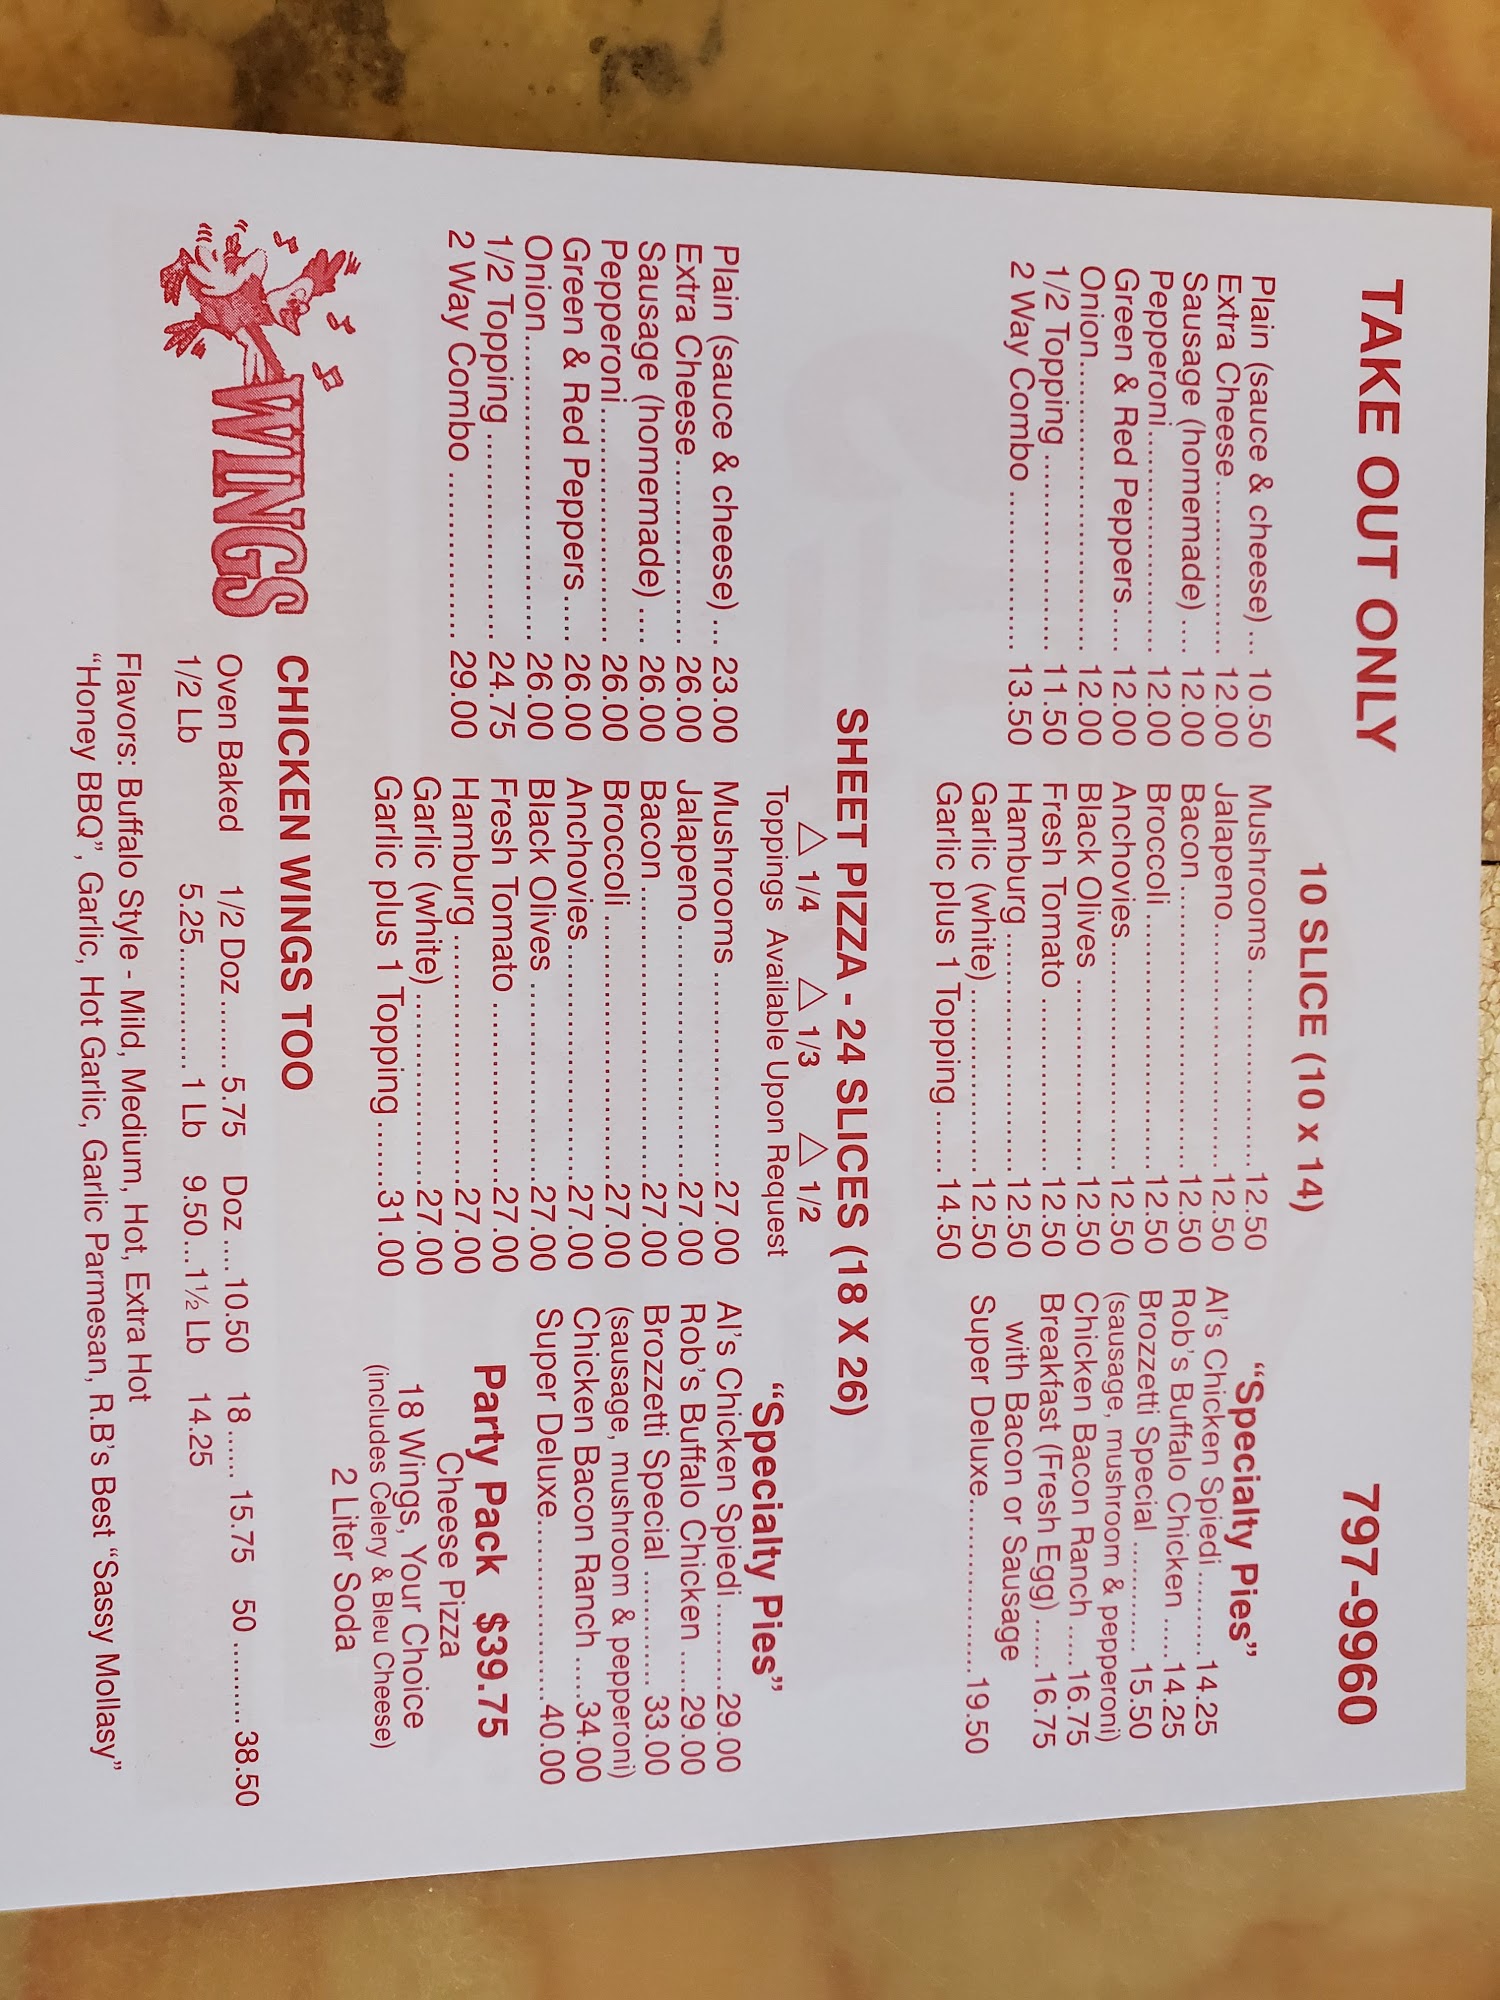 TAKE OUT ONLY 797-9960
10 SLICE (10 x 14)
Plain (sauce & cheese) ... 10.50
Extra Cheese ............. 12.00
Sausage (homemade) .... 12.00
Pepperoni ...................... 12.00
Green & Red Peppers ..... 12.00
Onion............................. 12.00
1/2 Topping ................... 11.50
2 Way Combo ................ 13.50
Mushrooms ....................12.50
Jalapeno........................12.50
Bacon ............................12.50
Broccoli .........................12.50
Anchovies......................12.50
Black Olives ..................12.50
Fresh Tomato ................12.50
Hamburg .......................12.50
Garlic (white).................12.50
Garlic plus 1 Topping ......14.50
“Specialty Pies”
Al’s Chicken Spiedi.........14.25
Rob’s Buffalo Chicken .....14.25
Brozzetti Special ............ 15.50
(sausage, mushroom & pepperoni)
Chicken Bacon Ranch .... 16.75
Breakfast (Fresh Egg)......16.75
with Bacon or Sausage
Super Deluxe..................19.50
SHEET PIZZA - 24 SLICES (18 X 26)
△ 1/4 △ 1/3 △ 1/2
Toppings Available Upon Request
Plain (sauce & cheese) ... 23.00
Extra Cheese.................. 26.00
Sausage (homemade) .... 26.00
Pepperoni....................... 26.00
Green & Red Peppers ..... 26.00
Onion.............................. 26.00
1/2 Topping .................... 24.75
2 Way Combo ................. 29.00
Mushrooms ....................27.00
Jalapeno.........................27.00
Bacon .............................27.00
Broccoli ..........................27.00
Anchovies.......................27.00
Black Olives ...................27.00
Fresh Tomato .................27.00
Hamburg ........................27.00
Garlic (white) ..................27.00
Garlic plus 1 Topping ......31.00
“Specialty Pies”
Al’s Chicken Spiedi .........29.00
Rob’s Buffalo Chicken ....29.00
Brozzetti Special ............ 33.00
(sausage, mushroom & pepperoni)
Chicken Bacon Ranch .....34.00
Super Deluxe..................40.00
Party Pack $39.75
Cheese Pizza
18 Wings, Your Choice
(includes Celery & Bleu Cheese)
2 Liter Soda
WINGS
CHICKEN WINGS TOO
Oven Baked 1/2 Doz........5.75 Doz ....10.50 18 ...... 15.75 50 .......... 38.50
1/2 Lb 5.25.............1 Lb 9.50 ...1½ Lb 14.25
Flavors: Buffalo Style - Mild, Medium, Hot, Extra Hot
“Honey BBQ”, Garlic, Hot Garlic, Garlic Parmesan, R.B’s Best “Sassy Mollasy”